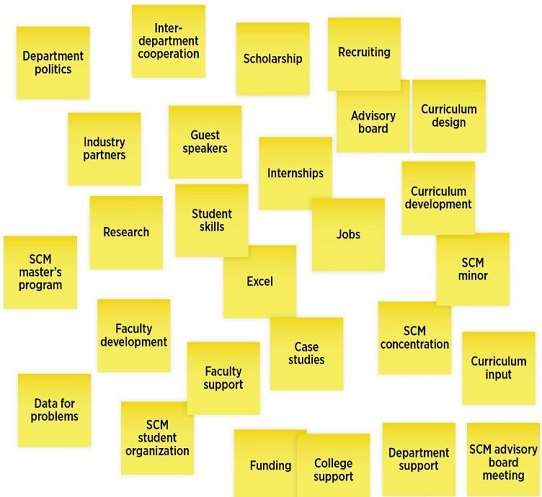 Department
politics
Inter-
department
cooperation
Scholarship
Recruiting
Industry
partners
Guest
speakers
Advisory
board
Curriculum
design
Internships
Curriculum
development
Research
Student
skills
Jobs
SCM
master's
program
Excel
SCM
minor
Faculty
development
Case
studies
SCM
concentration
Curriculum
input
Faculty
support
Data for
problems
SCM
student
organization
Funding
College
support
Department
support
SCM advisory
board
meeting